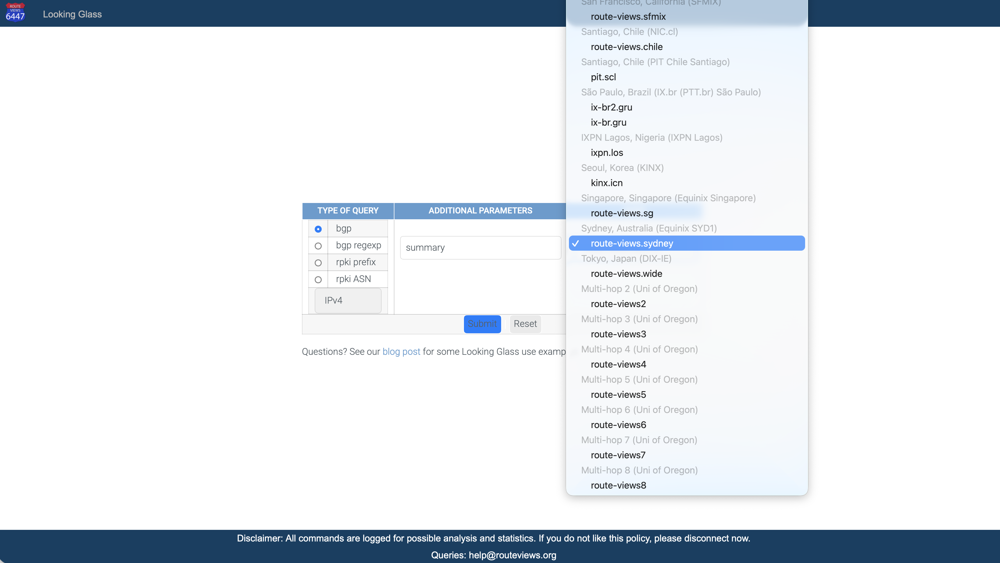 ROUTE
VIEWS
6447
Looking Glass
San Francisco, California (SFMIX)
route-views.sfmix
Santiago, Chile (NIC.cl)
route-views.chile
Santiago, Chile (PIT Chile Santiago)
pit.scl
São Paulo, Brazil (IX.br (PTT.br) São Paulo)
ix-br2.gru
ix-br.gru
IXPN Lagos, Nigeria (IXPN Lagos)
ixpn.los
Seoul, Korea (KINX)
kinx.icn
Singapore, Singapore (Equinix Singapore)
route-views.sg
Sydney, Australia (Equinix SYD1)
✓ route-views.sydney
Tokyo, Japan (DIX-IE)
route-views.wide
Multi-hop 2 (Uni of Oregon)
route-views2
Multi-hop 3 (Uni of Oregon)
route-views3
Multi-hop 4 (Uni of Oregon)
route-views4
Multi-hop 5 (Uni of Oregon)
route-views5
Multi-hop 6 (Uni of Oregon)
route-views6
Multi-hop 7 (Uni of Oregon)
route-views7
Multi-hop 8 (Uni of Oregon)
route-views8
TYPE OF QUERY
ADDITIONAL PARAMETERS
bgp
bgp regexp
rpki prefix
rpki ASN
IPv4
summary
Submit
Reset
Questions? See our blog post for some Looking Glass use examp
Disclaimer: All commands are logged for possible analysis and statistics. If you do not like this policy, please disconnect now.
Queries: help@routeviews.org